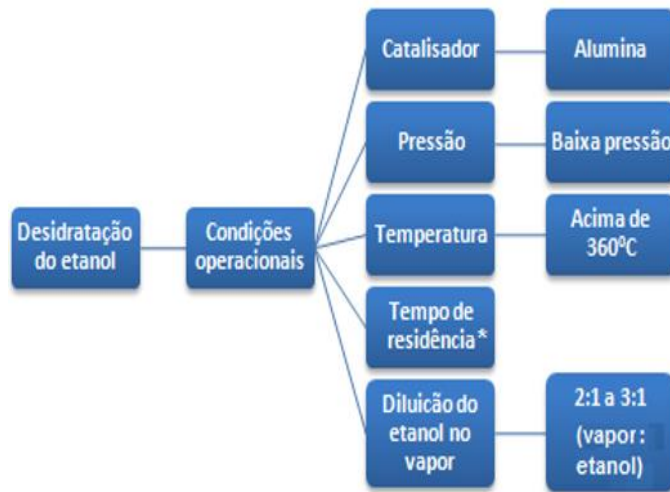 Catalisador
Alumina
Pressão
Baixa pressão
Desidratação
do etanol
Condições
operacionais
Temperatura
Acima de
360ºC
Tempo de
residência*
Diluicão do
etanol no
vapor
2:1 a 3:1
(vapor:
etanol)